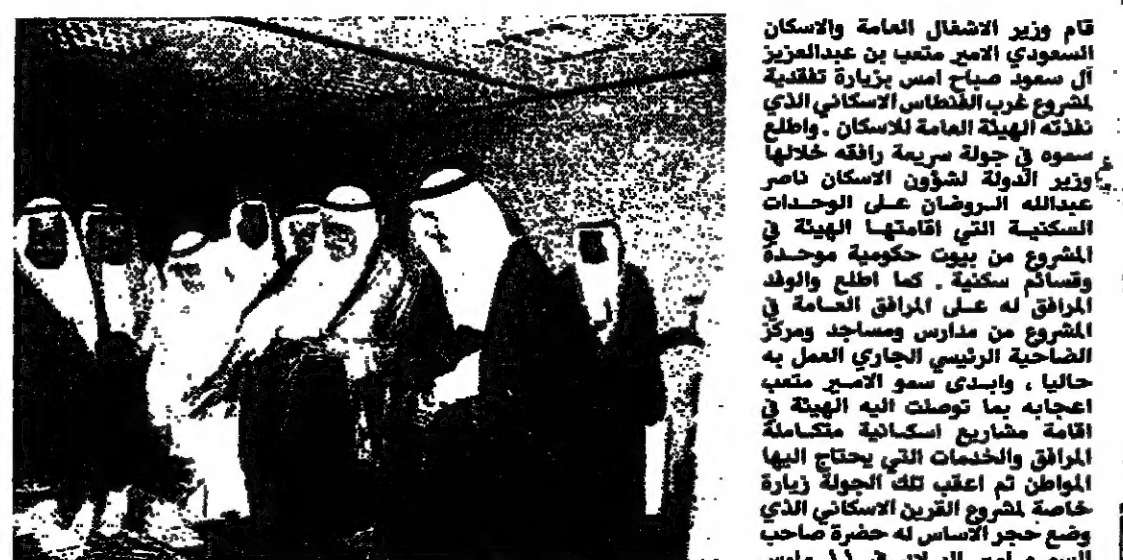 قام وزير الاشغال العامة والاسكان
السعودي الامير متعب بن عبدالعزيز
آل سعود صباح امس بزيارة تفقدية
لمشروع غرب الفنطاس الاسكاني الذي
نفذته الهيئة العامة للاسكان . واطلع
سموه في جولة سريعة رافقه خلالها
وزير الدولة لشؤون الاسكان ناصر
عبدالله الروضان على الوحدات
السكنية التي اقامتها الهيئة في
المشروع من بيوت حكومية موحدة
وقسائم سكنية . كما اطلع والوفد
المرافق له على المرافق العامة في
المشروع من مدارس ومساجد ومركز
الضاحية الرئيسي الجاري العمل به
حاليا ، وابدى سمو الامير متعب
اعجابه بما توصلت اليه الهيئة في
اقامة مشاريع اسكانية متكاملة
المرافق والخدمات التي يحتاج اليها
المواطن ثم اعقب تلك الجولة زيارة
خاصة لمشروع القرين الاسكاني الذي
وضع حجر الاساس له حضرة صاحب